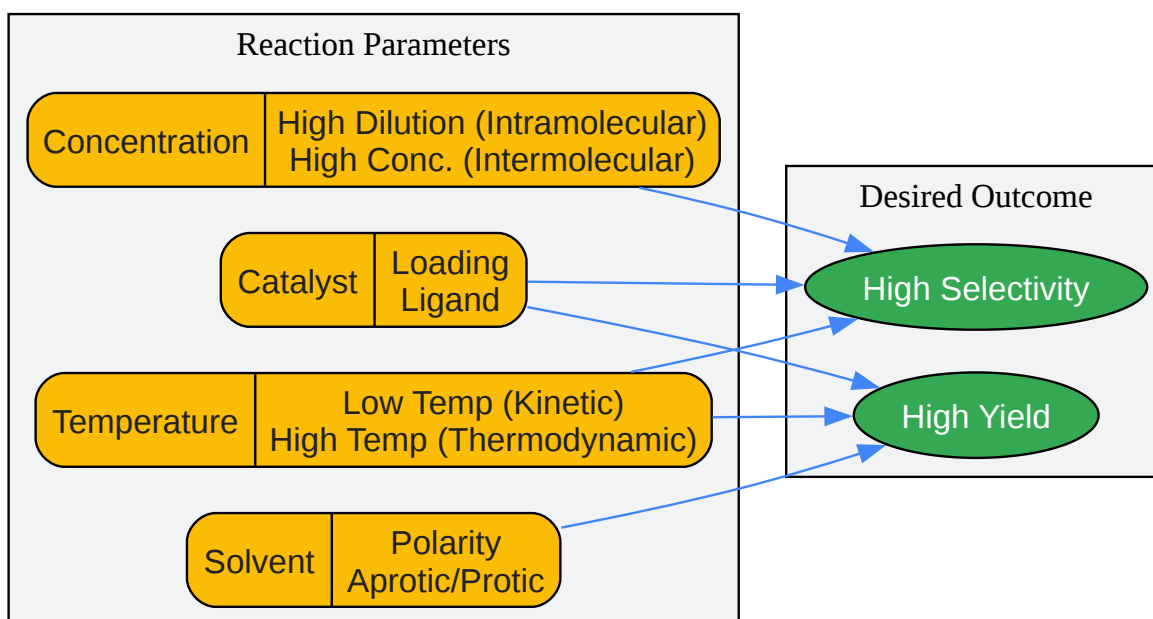 Reaction Parameters
Concentration
High Dilution (Intramolecular)
High Conc. (Intermolecular)
Catalyst
Loading
Ligand
Temperature
Low Temp (Kinetic)
High Temp (Thermodynamic)
Solvent
Polarity
Aprotic/Protic
Desired Outcome
High Selectivity
High Yield